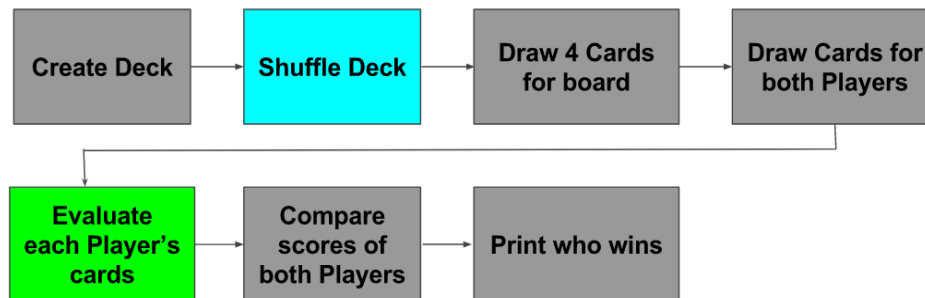 Create Deck
Shuffle Deck
Draw 4 Cards
for board
Draw Cards for
both Players
Evaluate
each Player's
cards
Compare
scores of
both Players
Print who wins